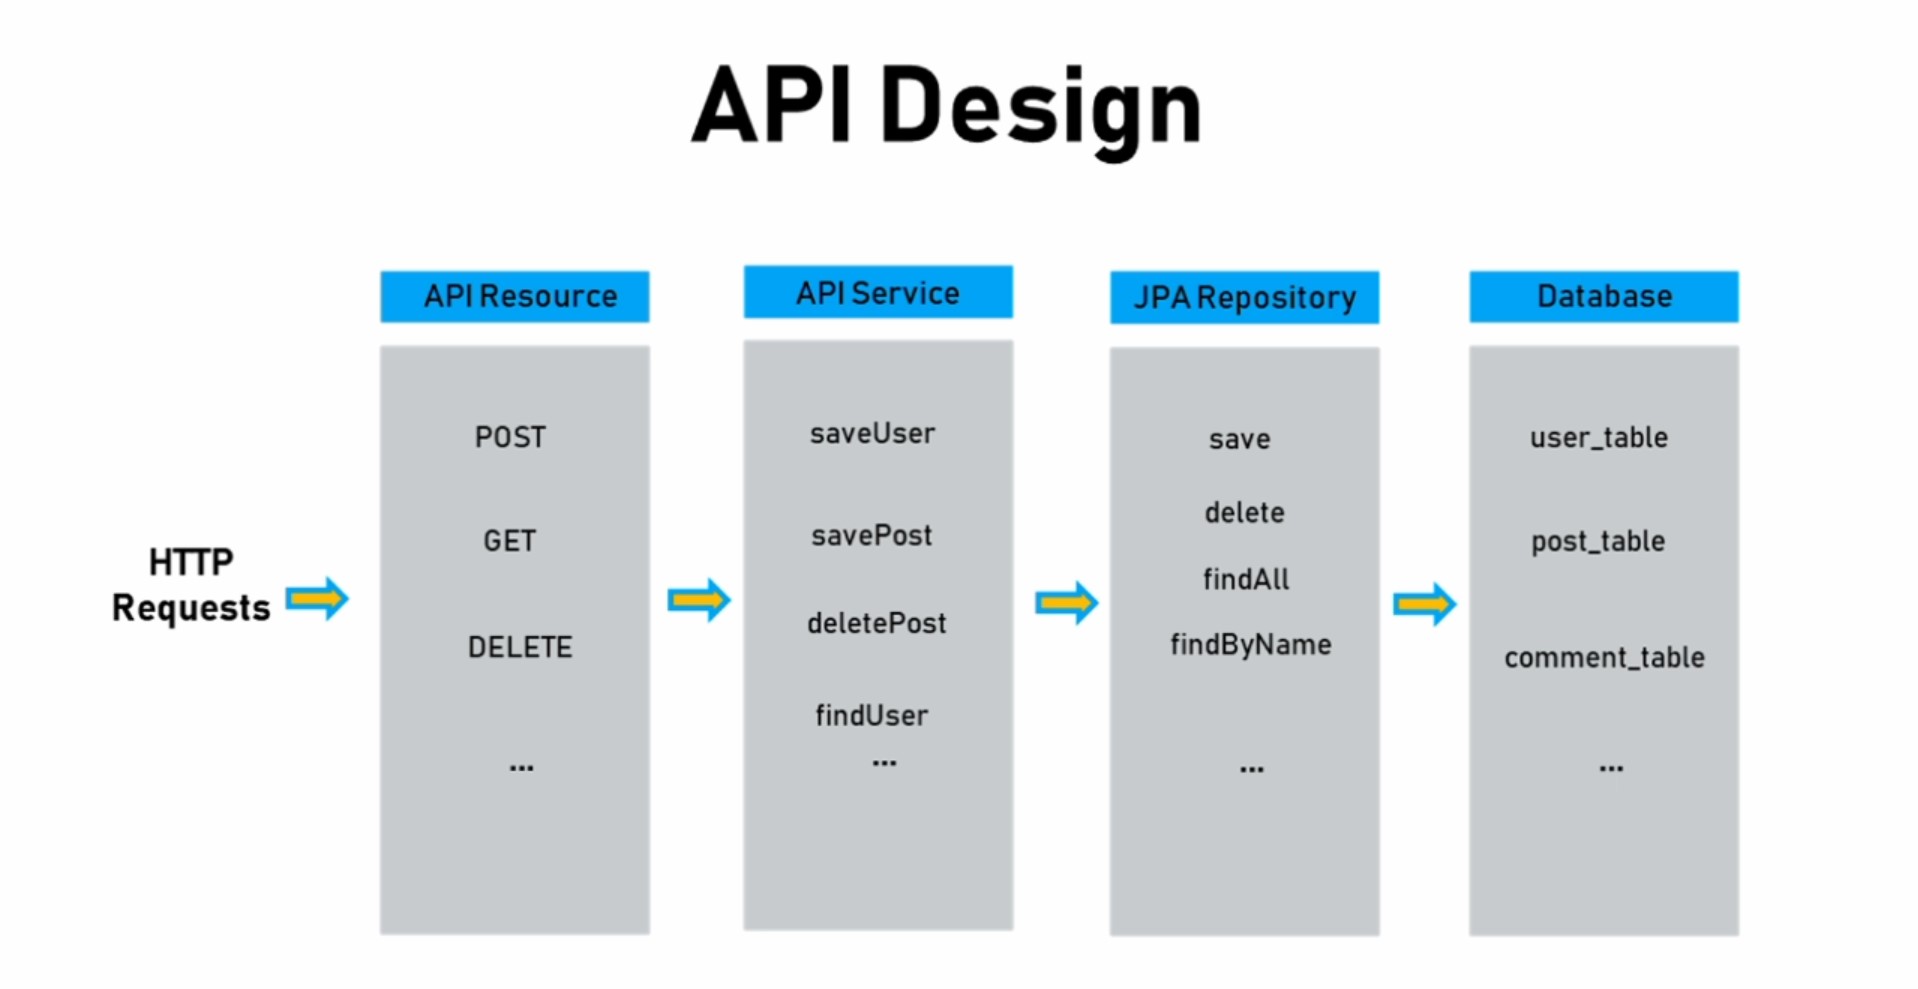 API Design
HTTP
Requests
API Resource
POST
GET
DELETE
...
API Service
saveUser
savePost
deletePost
findUser
...
JPA Repository
save
delete
findAll
findByName
...
Database
user_table
post_table
comment_table
...